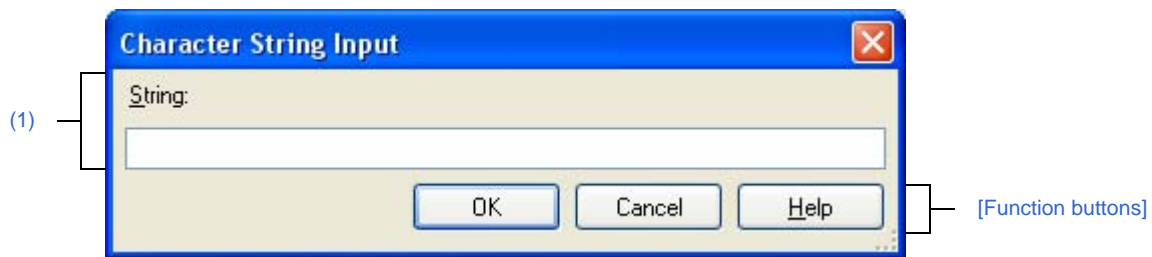 Character String Input
String:
(1)
OK Cancel Help
[Function buttons]